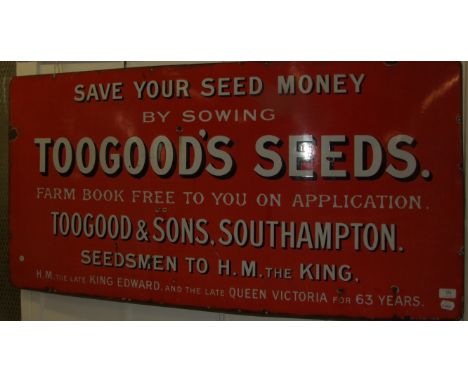 SAVE YOUR SEED MONEY
BY SOWING
TOOGOOD'S SEEDS.
FARM BOOK FREE TO YOU ON APPLICATION.
TOOGOOD & SONS, SOUTHAMPTON.
SEEDSMEN TO H.M. THE KING,
H.M. THE LATE KING EDWARD, AND THE LATE QUEEN VICTORIA FOR 63 YEARS.